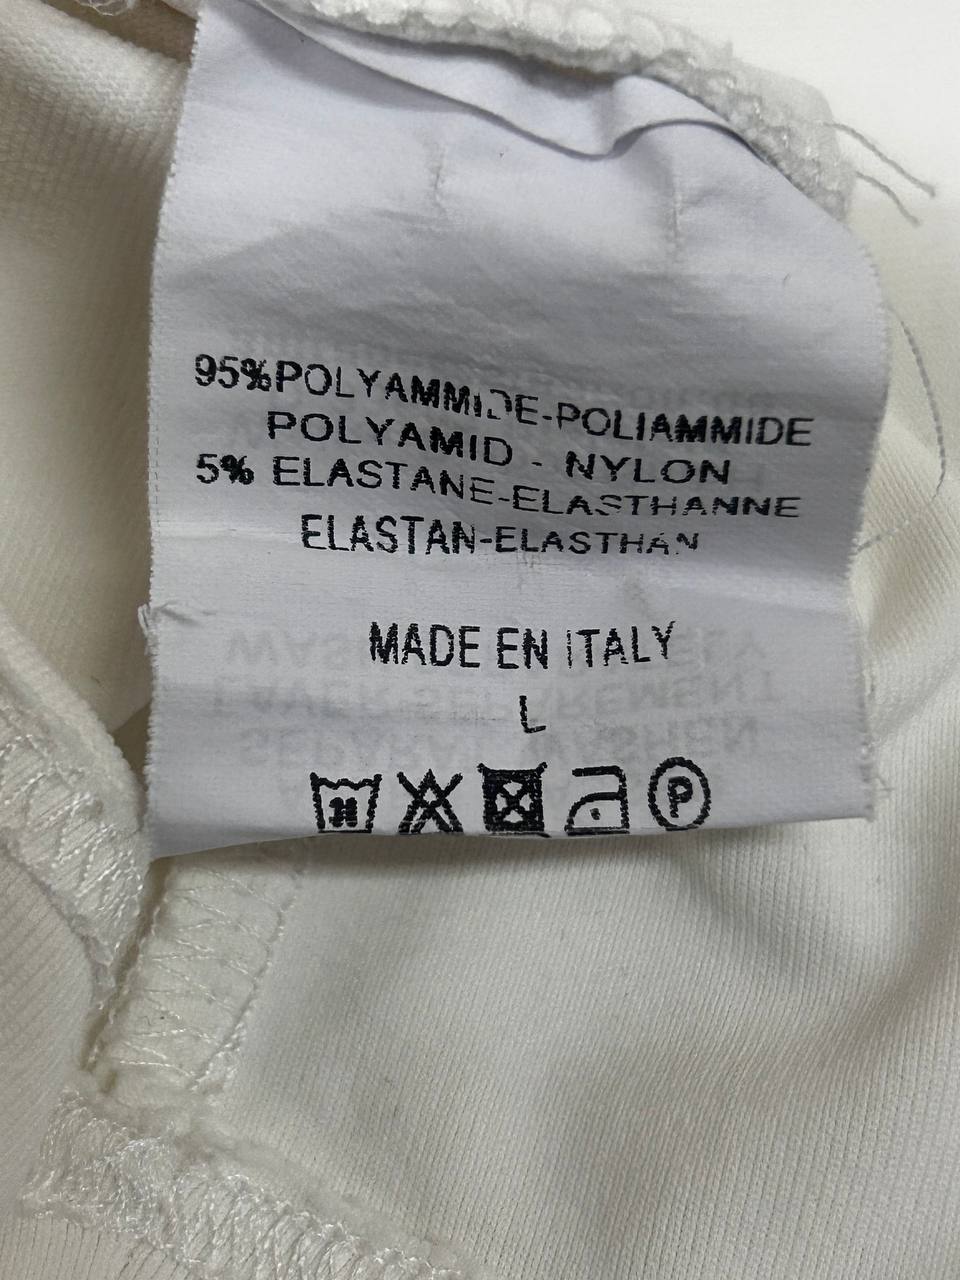 95%POLYAMMIDE-POLIAMMIDE
POLYAMID - NYLON
5% ELASTANE-ELASTHANNE
ELASTAN-ELASTHAN
MADE EN ITALY
L
P